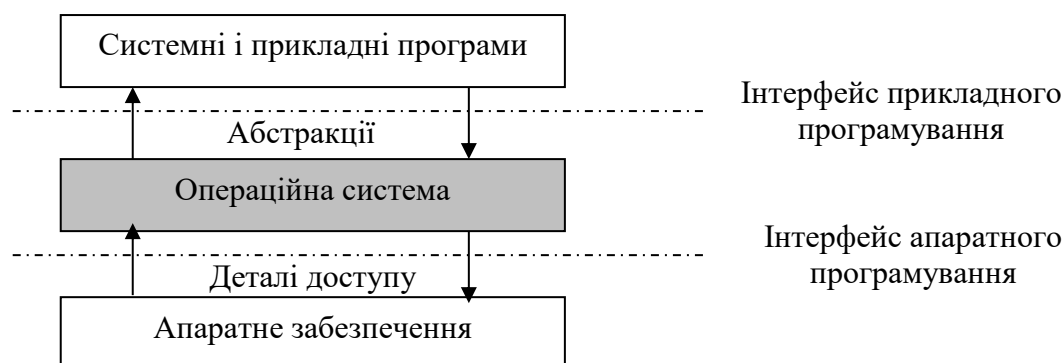 Системні і прикладні програми
Інтерфейс прикладного
програмування
Абстракції
Операційна система
Інтерфейс апаратного
програмування
Деталі доступу
Апаратне забезпечення